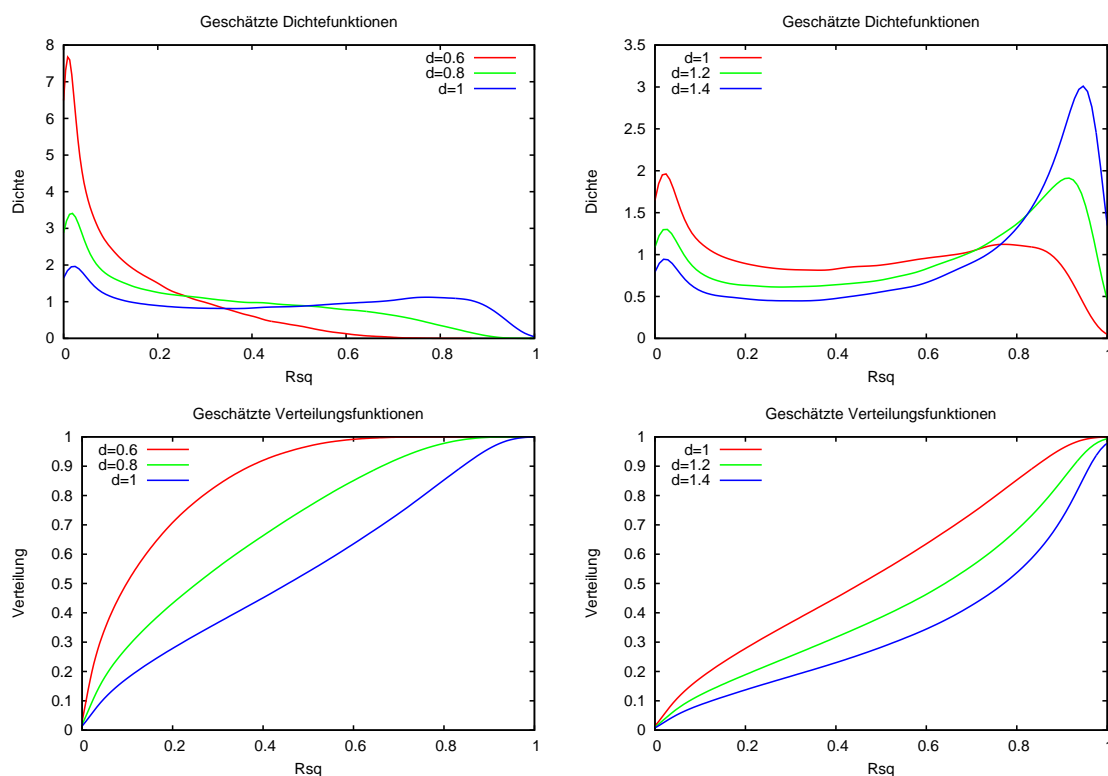 Geschätzte Dichtefunktionen
Dichte
8
7
6
5
4
3
2
1
0
d=0.6
d=0.8
d=1
0 0.2 0.4 0.6 0.8 1
Rsq
Geschätzte Dichtefunktionen
Dichte
3.5
3
2.5
2
1.5
1
0.5
0
d=1
d=1.2
d=1.4
0 0.2 0.4 0.6 0.8 1
Rsq
Geschätzte Verteilungsfunktionen
Verteilung
1
0.9
0.8
0.7
0.6
0.5
0.4
0.3
0.2
0.1
0
d=0.6
d=0.8
d=1
0 0.2 0.4 0.6 0.8 1
Rsq
Geschätzte Verteilungsfunktionen
Verteilung
1
0.9
0.8
0.7
0.6
0.5
0.4
0.3
0.2
0.1
0
d=1
d=1.2
d=1.4
0 0.2 0.4 0.6 0.8 1
Rsq